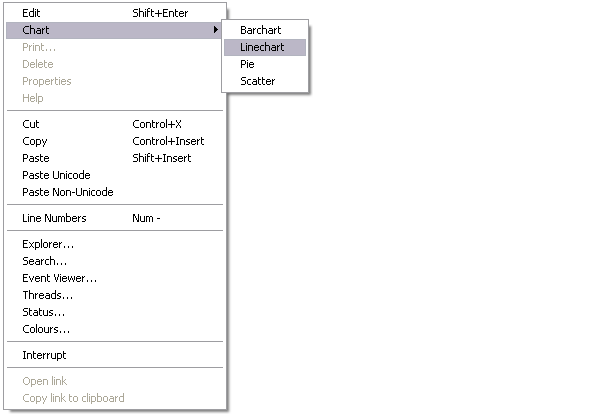 Edit Shift+Enter
Chart
Barchart
Linechart
Pie
Scatter
Print...
Delete
Properties
Help
Cut Control+X
Copy Control+Insert
Paste Shift+Insert
Paste Unicode
Paste Non-Unicode
Line Numbers Num -
Explorer...
Search...
Event Viewer...
Threads...
Status...
Colours...
Interrupt
Open link
Copy link to clipboard